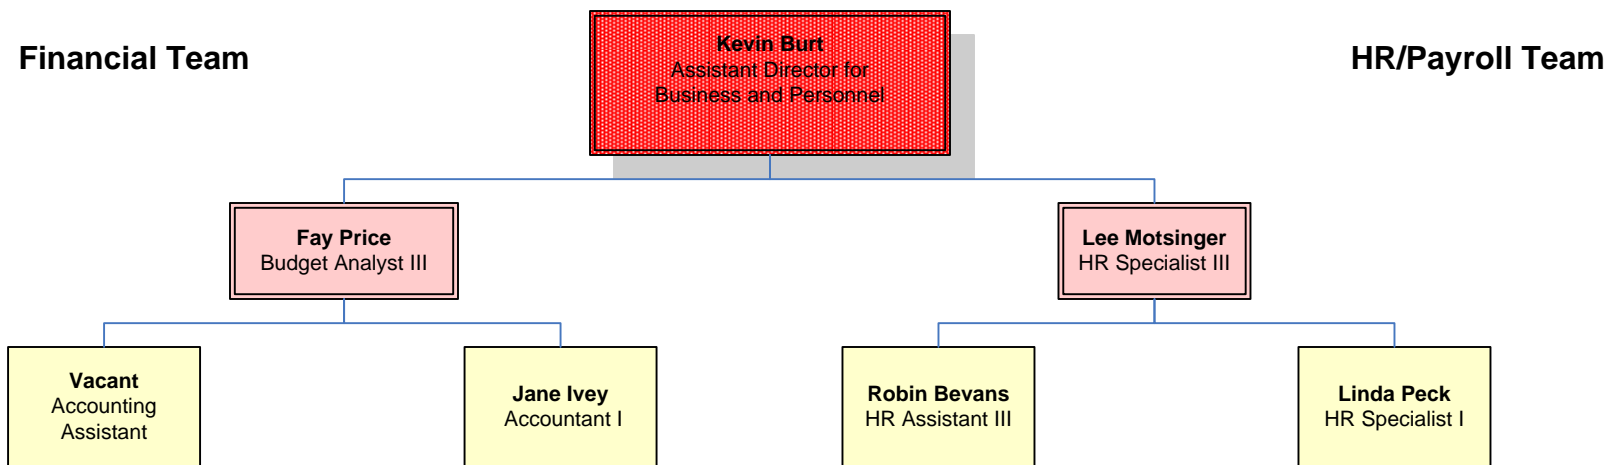 Financial Team
Kevin Burt
Assistant Director for
Business and Personnel
HR/Payroll Team
Fay Price
Budget Analyst III
Lee Motsinger
HR Specialist III
Vacant
Accounting
Assistant
Jane Ivey
Accountant I
Robin Bevans
HR Assistant III
Linda Peck
HR Specialist I